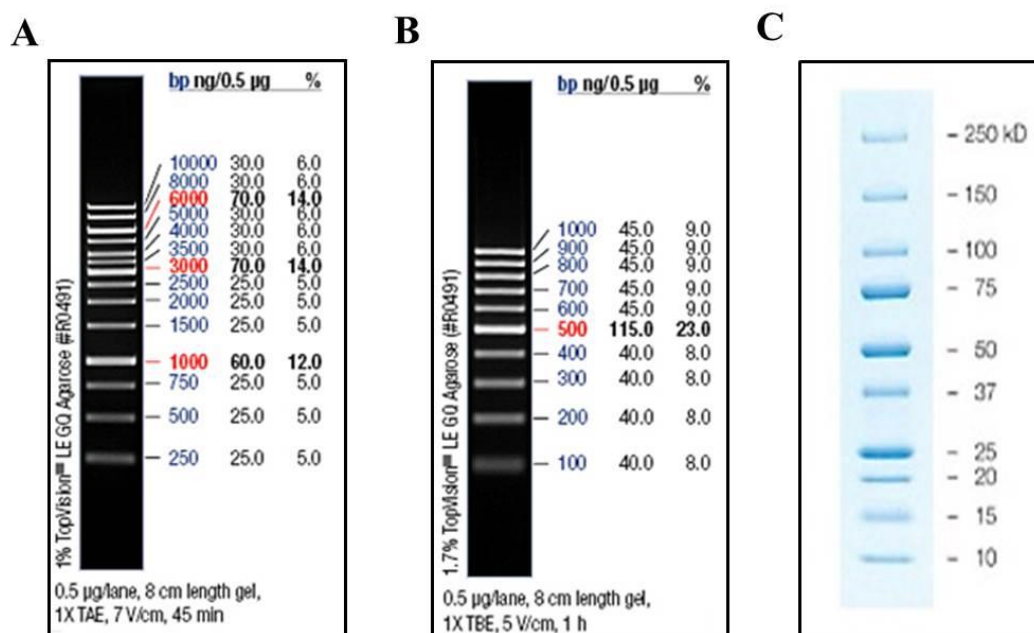 A
bp ng/0.5 µg %
10000 30.0 6.0
8000 30.0 6.0
6000 70.0 14.0
5000 30.0 6.0
4000 30.0 6.0
3500 30.0 6.0
3000 70.0 14.0
2500 25.0 5.0
2000 25.0 5.0
1500 25.0 5.0
1000 60.0 12.0
750 25.0 5.0
500 25.0 5.0
250 25.0 5.0
1% TopVision™ LE GQ Agarose (#R0491)
0.5 µg/lane, 8 cm length gel,
1X TAE, 7 V/cm, 45 min
B
bp ng/0.5 µg %
1000 45.0 9.0
900 45.0 9.0
800 45.0 9.0
700 45.0 9.0
600 45.0 9.0
500 115.0 23.0
400 40.0 8.0
300 40.0 8.0
200 40.0 8.0
100 40.0 8.0
1.7% TopVision™ LE GQ Agarose (#R0491)
0.5 µg/lane, 8 cm length gel,
1X TBE, 5 V/cm, 1 h
C
- 250 kD
- 150
- 100
- 75
- 50
- 37
- 25
- 20
- 15
- 10